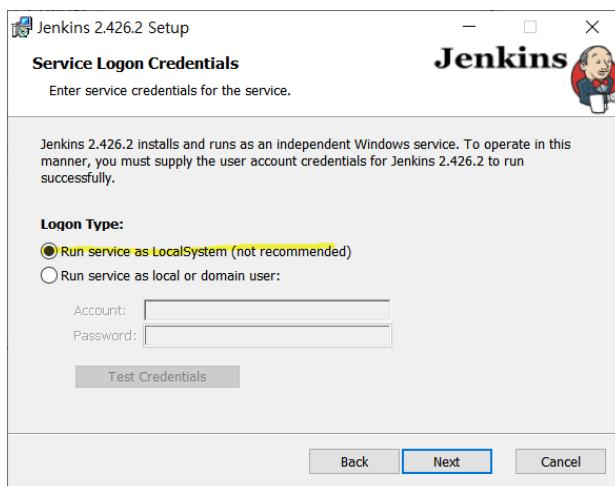 Jenkins 2.426.2 Setup
Service Logon Credentials
Jenkins
Enter service credentials for the service.
Jenkins 2.426.2 installs and runs as an independent Windows service. To operate in this
manner, you must supply the user account credentials for Jenkins 2.426.2 to run
successfully.
Logon Type:
Run service as LocalSystem (not recommended)
Run service as local or domain user:
Account:
Password:
Test Credentials
Back Next Cancel